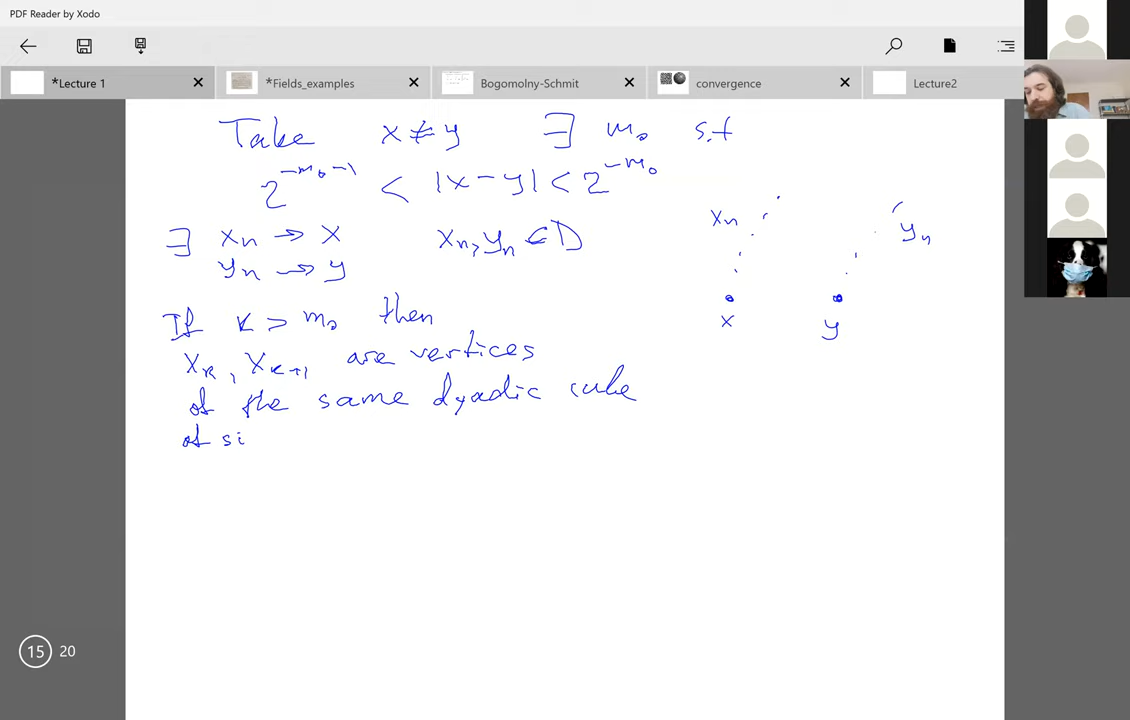 PDF Reader by Xodo
*Lecture 1
*Fields_examples
Bogomolny-Schmit
convergence
Lecture2
Take x ≠ y ∃ m₀ s.t
2^{-m₀-1} < |x-y| < 2^{-m₀}
∃ xₙ → x xₙ, yₙ ∈ D
yₙ → y
If k > m₀ then
xₖ, xₖ₊₁ are vertices
of the same dyadic cube
of si
xₙ
yₙ
x
y
15 20